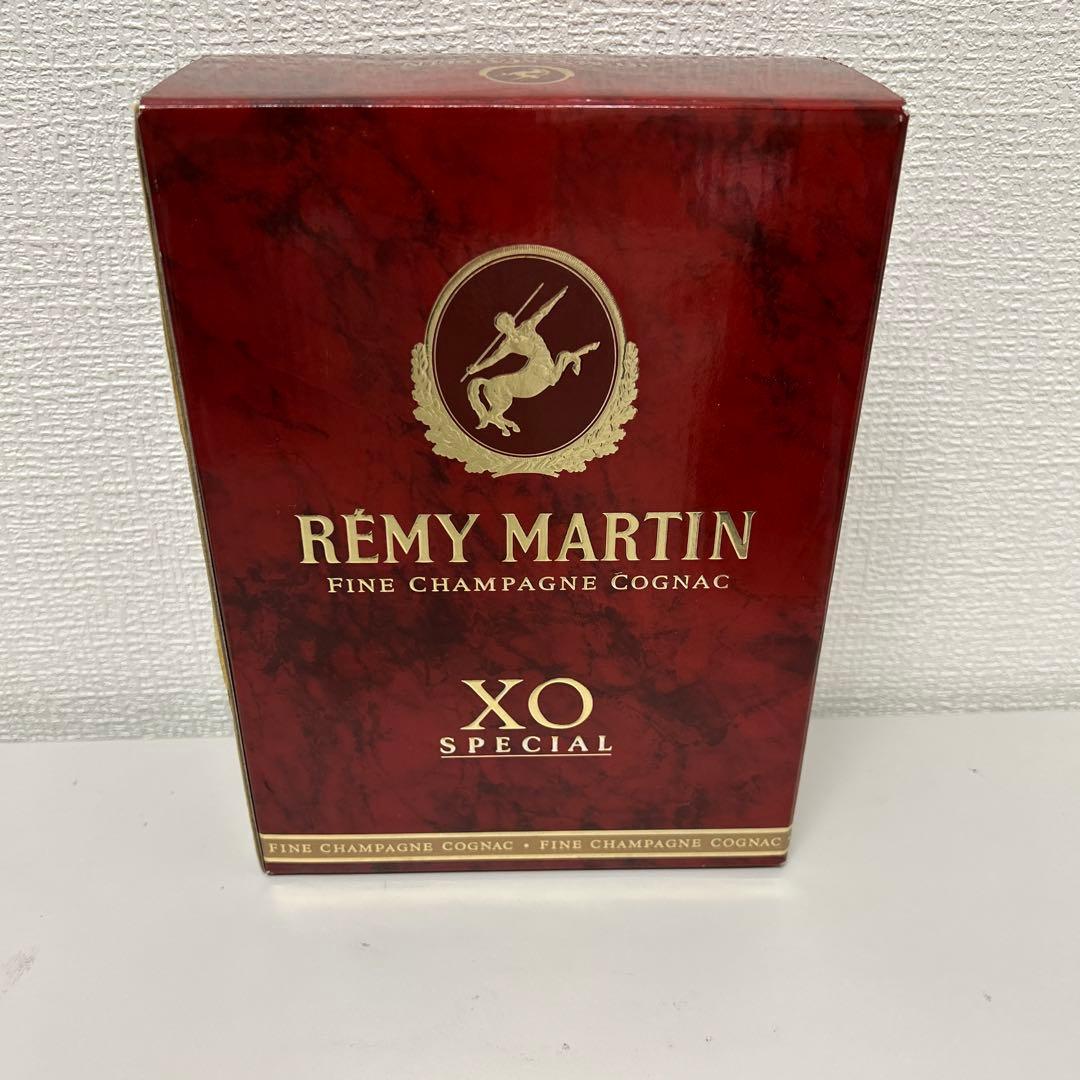 RÉMY MARTIN
FINE CHAMPAGNE COGNAC
XO
SPECIAL
FINE CHAMPAGNE COGNAC • FINE CHAMPAGNE COGNAC